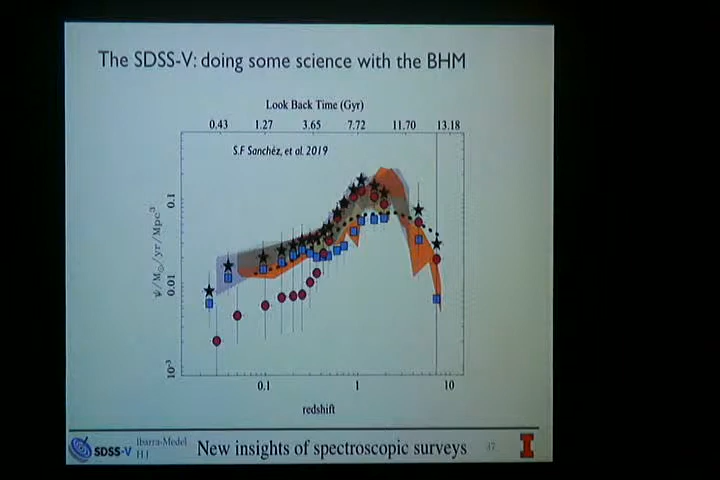 The SDSS-V: doing some science with the BHM
Look Back Time (Gyr)
0.43 1.27 3.65 7.72 11.70 13.18
S.F Sanchéz, et al. 2019
0.1
0.01
10⁻³
ψ/M⊙/yr/Mpc³
0.1 1 10
redshift
SDSS-V
Ibarra-Medel
H J
New insights of spectroscopic surveys
37
I